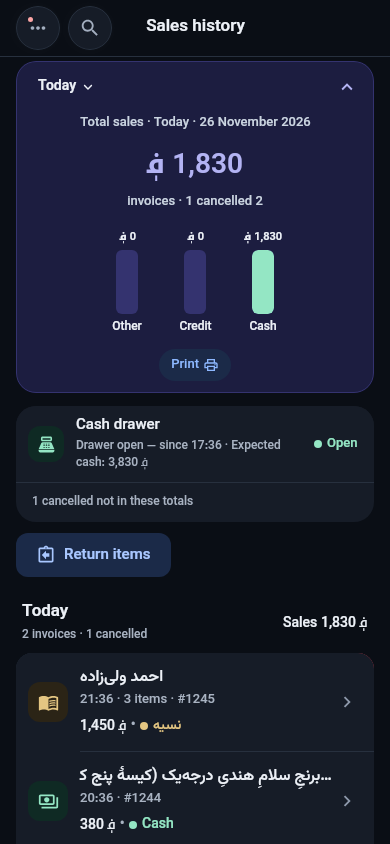 Sales history
Today
Total sales · Today · 26 November 2026
؋ 1,830
invoices · 1 cancelled 2
؋ 0
؋ 0
؋ 1,830
Other
Credit
Cash
Print
Cash drawer
Drawer open — since 17:36 · Expected
cash: 3,830 ؋
Open
1 cancelled not in these totals
Return items
Today
2 invoices · 1 cancelled
Sales 1,830 ؋
احمد ولی‌زاده
21:36 · 3 items · #1245
1,450 ؋ • نسیه
برنجِ سلامِ هندیِ درجه‌یک (کیسهٔ پنج ک...
20:36 · #1244
380 ؋ • Cash